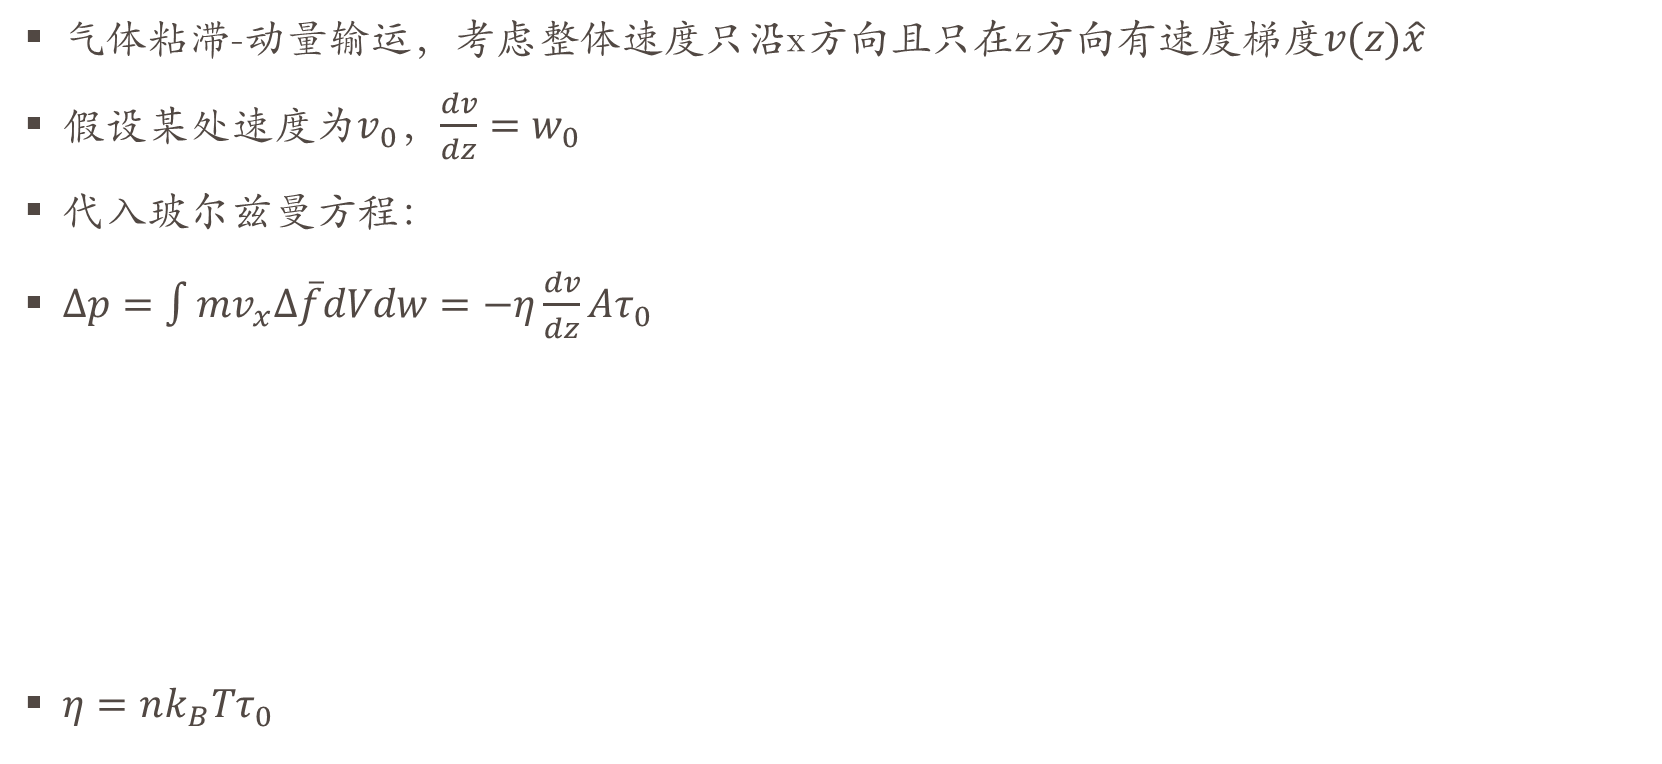 ▪ 气体粘滞-动量输运，考虑整体速度只沿x方向且只在z方向有速度梯度𝑣(𝑧)𝑥̂
▪ 假设某处速度为𝑣₀，𝑑𝑣/𝑑𝑧 = 𝑤₀
▪ 代入玻尔兹曼方程：
▪ Δ𝑝 = ∫ 𝑚𝑣ₓΔ𝑓̅𝑑𝑉𝑑𝑤 = −𝜂 𝑑𝑣/𝑑𝑧 𝐴𝜏₀
▪ 𝜂 = 𝑛𝑘_𝐵𝑇𝜏₀